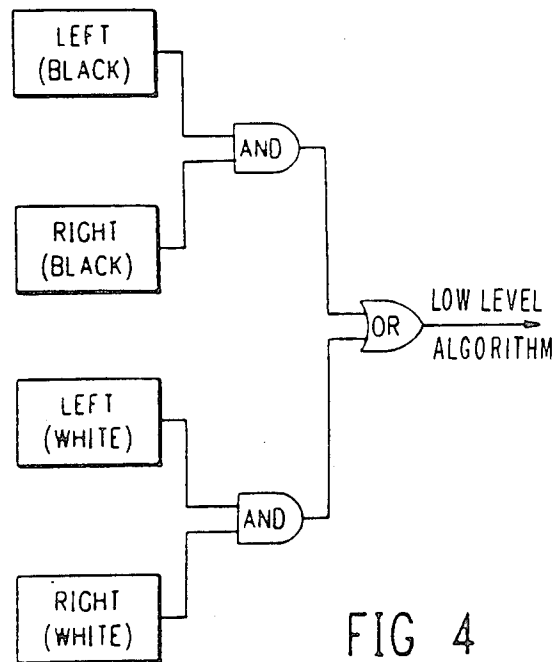 LEFT
(BLACK)
AND
RIGHT
(BLACK)
OR
LOW LEVEL
ALGORITHM
LEFT
(WHITE)
AND
RIGHT
(WHITE)
FIG 4